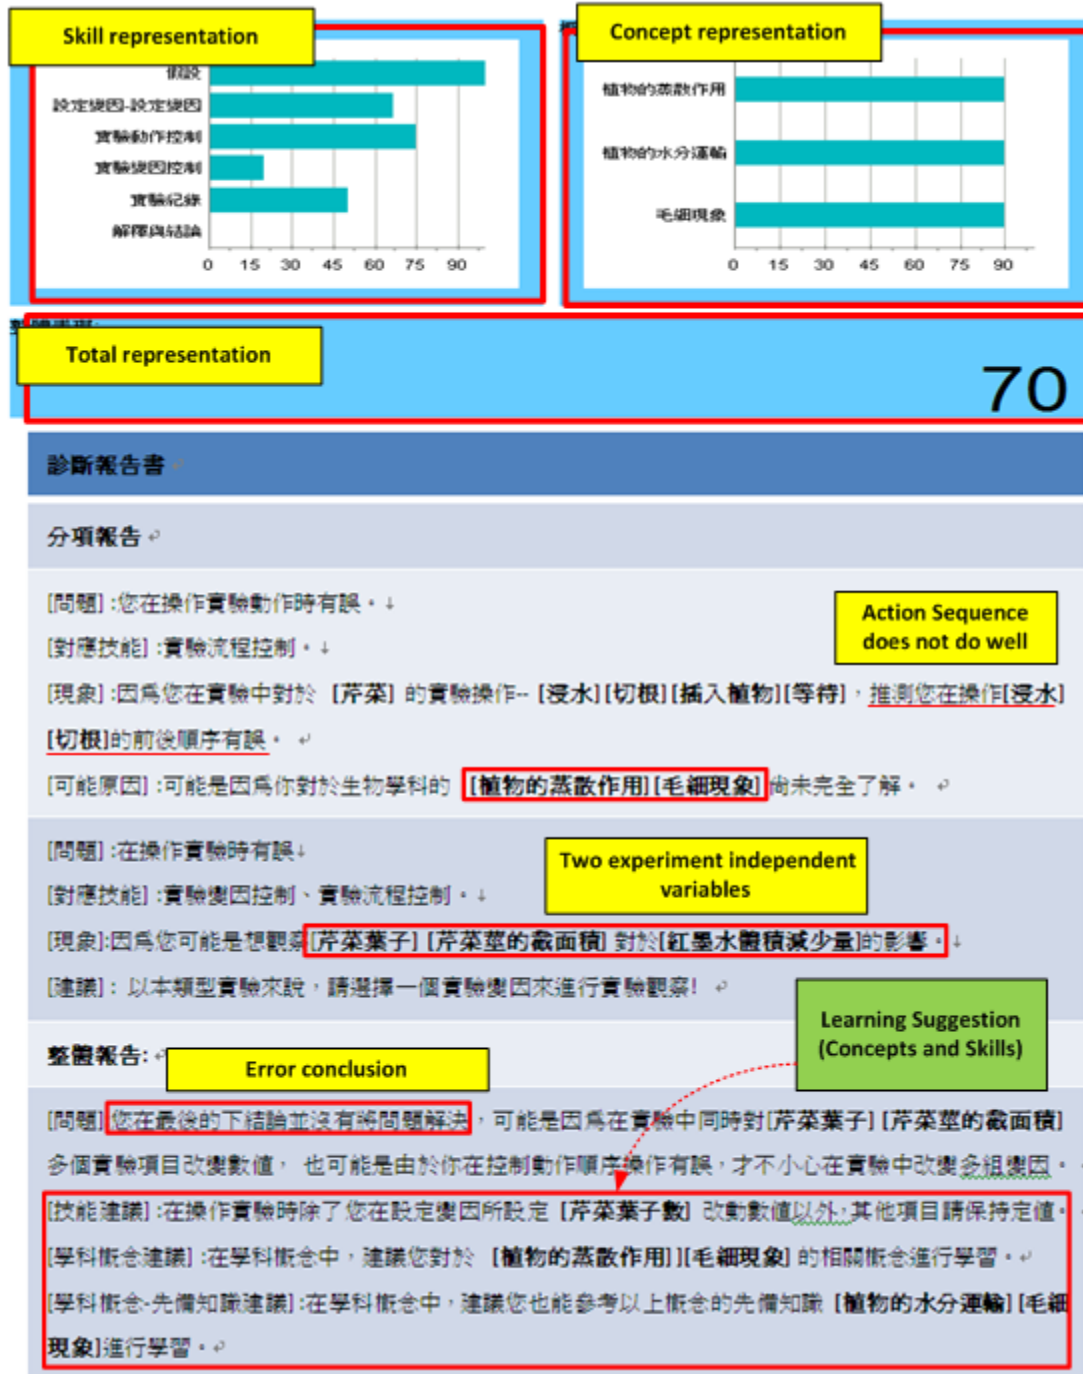 Skill representation
Concept representation
假設
設定變因-設定變因
實驗動作控制
實驗變因控制
實驗紀錄
解釋與結論
0 15 30 45 60 75 90
植物的蒸散作用
植物的水分運輸
毛細現象
0 15 30 45 60 75 90
Total representation
70
診斷報告書
分項報告
[問題]:您在操作實驗動作時有誤。
Action Sequence
does not do well
[對應技能]:實驗流程控制。
[現象]:因為您在實驗中對於 [芹菜] 的實驗操作-- [浸水][切根][插入植物][等待],推測您在操作[浸水]
[切根]的前後順序有誤。
[可能原因]:可能是因為你對於生物學科的 [植物的蒸散作用][毛細現象]尚未完全了解。
[問題]:在操作實驗時有誤
Two experiment independent
variables
[對應技能]:實驗變因控制、實驗流程控制。
[現象]:因為您可能是想觀察[芹菜葉子] [芹菜莖的截面積] 對於[紅墨水體積減少量]的影響。
[建議]: 以本類型實驗來說,請選擇一個實驗變因來進行實驗觀察!
Learning Suggestion
(Concepts and Skills)
整體報告:
Error conclusion
[問題]您在最後的下結論並沒有將問題解決,可能是因為在實驗中同時對[芹菜葉子] [芹菜莖的截面積]
多個實驗項目改變數值, 也可能是由於你在控制動作順序操作有誤,才不小心在實驗中改變多組變因。
[技能建議]:在操作實驗時除了您在設定變因所設定 [芹菜葉子數] 改動數值以外,其他項目請保持定值。
[學科概念建議]:在學科概念中,建議您對於 [植物的蒸散作用]][毛細現象] 的相關概念進行學習。
[學科概念-先備知識建議]:在學科概念中,建議您也能參考以上概念的先備知識 [植物的水分運輸][毛細
現象]進行學習。